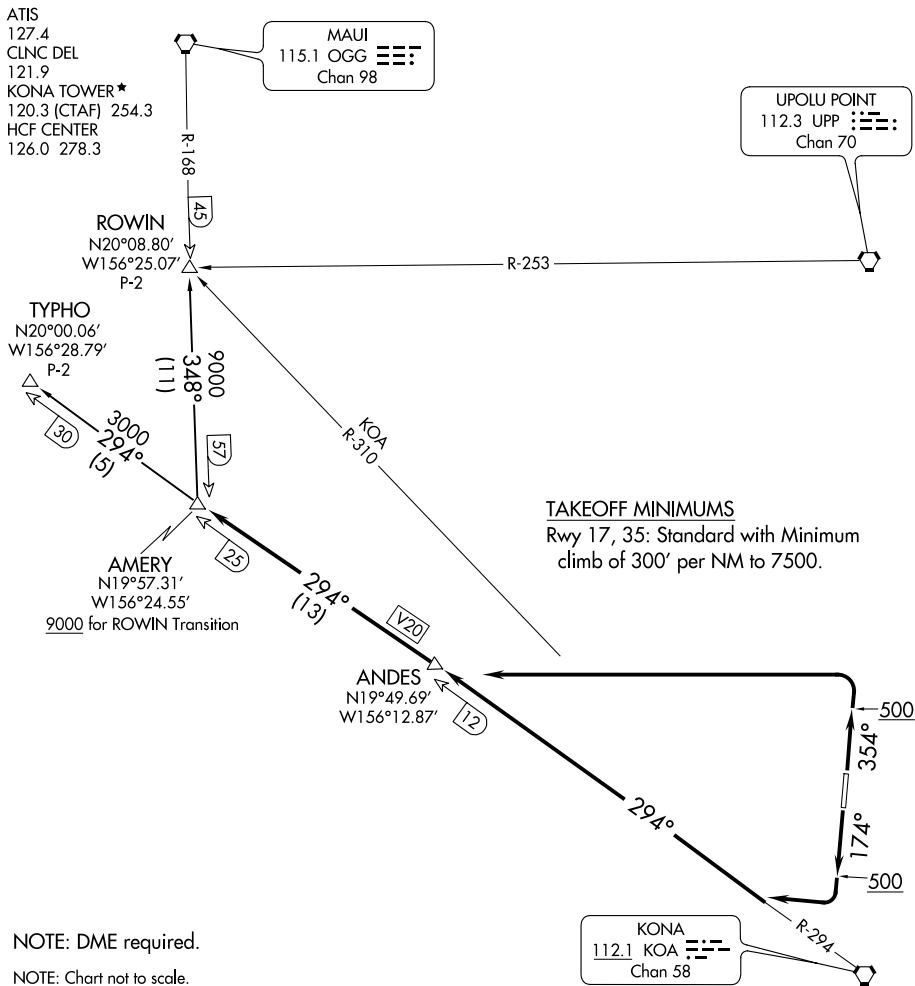 ATIS
127.4
CLNC DEL
121.9
KONA TOWER★
120.3 (CTAF) 254.3
HCF CENTER
126.0 278.3
MAUI
115.1 OGG
Chan 98
UPOLU POINT
112.3 UPP
Chan 70
R-168
45
ROWIN
N20°08.80′
W156°25.07′
P-2
R-253
TYPHO
N20°00.06′
W156°28.79′
P-2
30
3000
294°
(5)
9000
348°
(11)
57
KOA
R-310
AMERY
N19°57.31′
W156°24.55′
9000 for ROWIN Transition
25
294°
(13)
V20
TAKEOFF MINIMUMS
Rwy 17, 35: Standard with Minimum
climb of 300′ per NM to 7500.
ANDES
N19°49.69′
W156°12.87′
12
500
354°
294°
174°
500
R-294
KONA
112.1 KOA
Chan 58
NOTE: DME required.
NOTE: Chart not to scale.